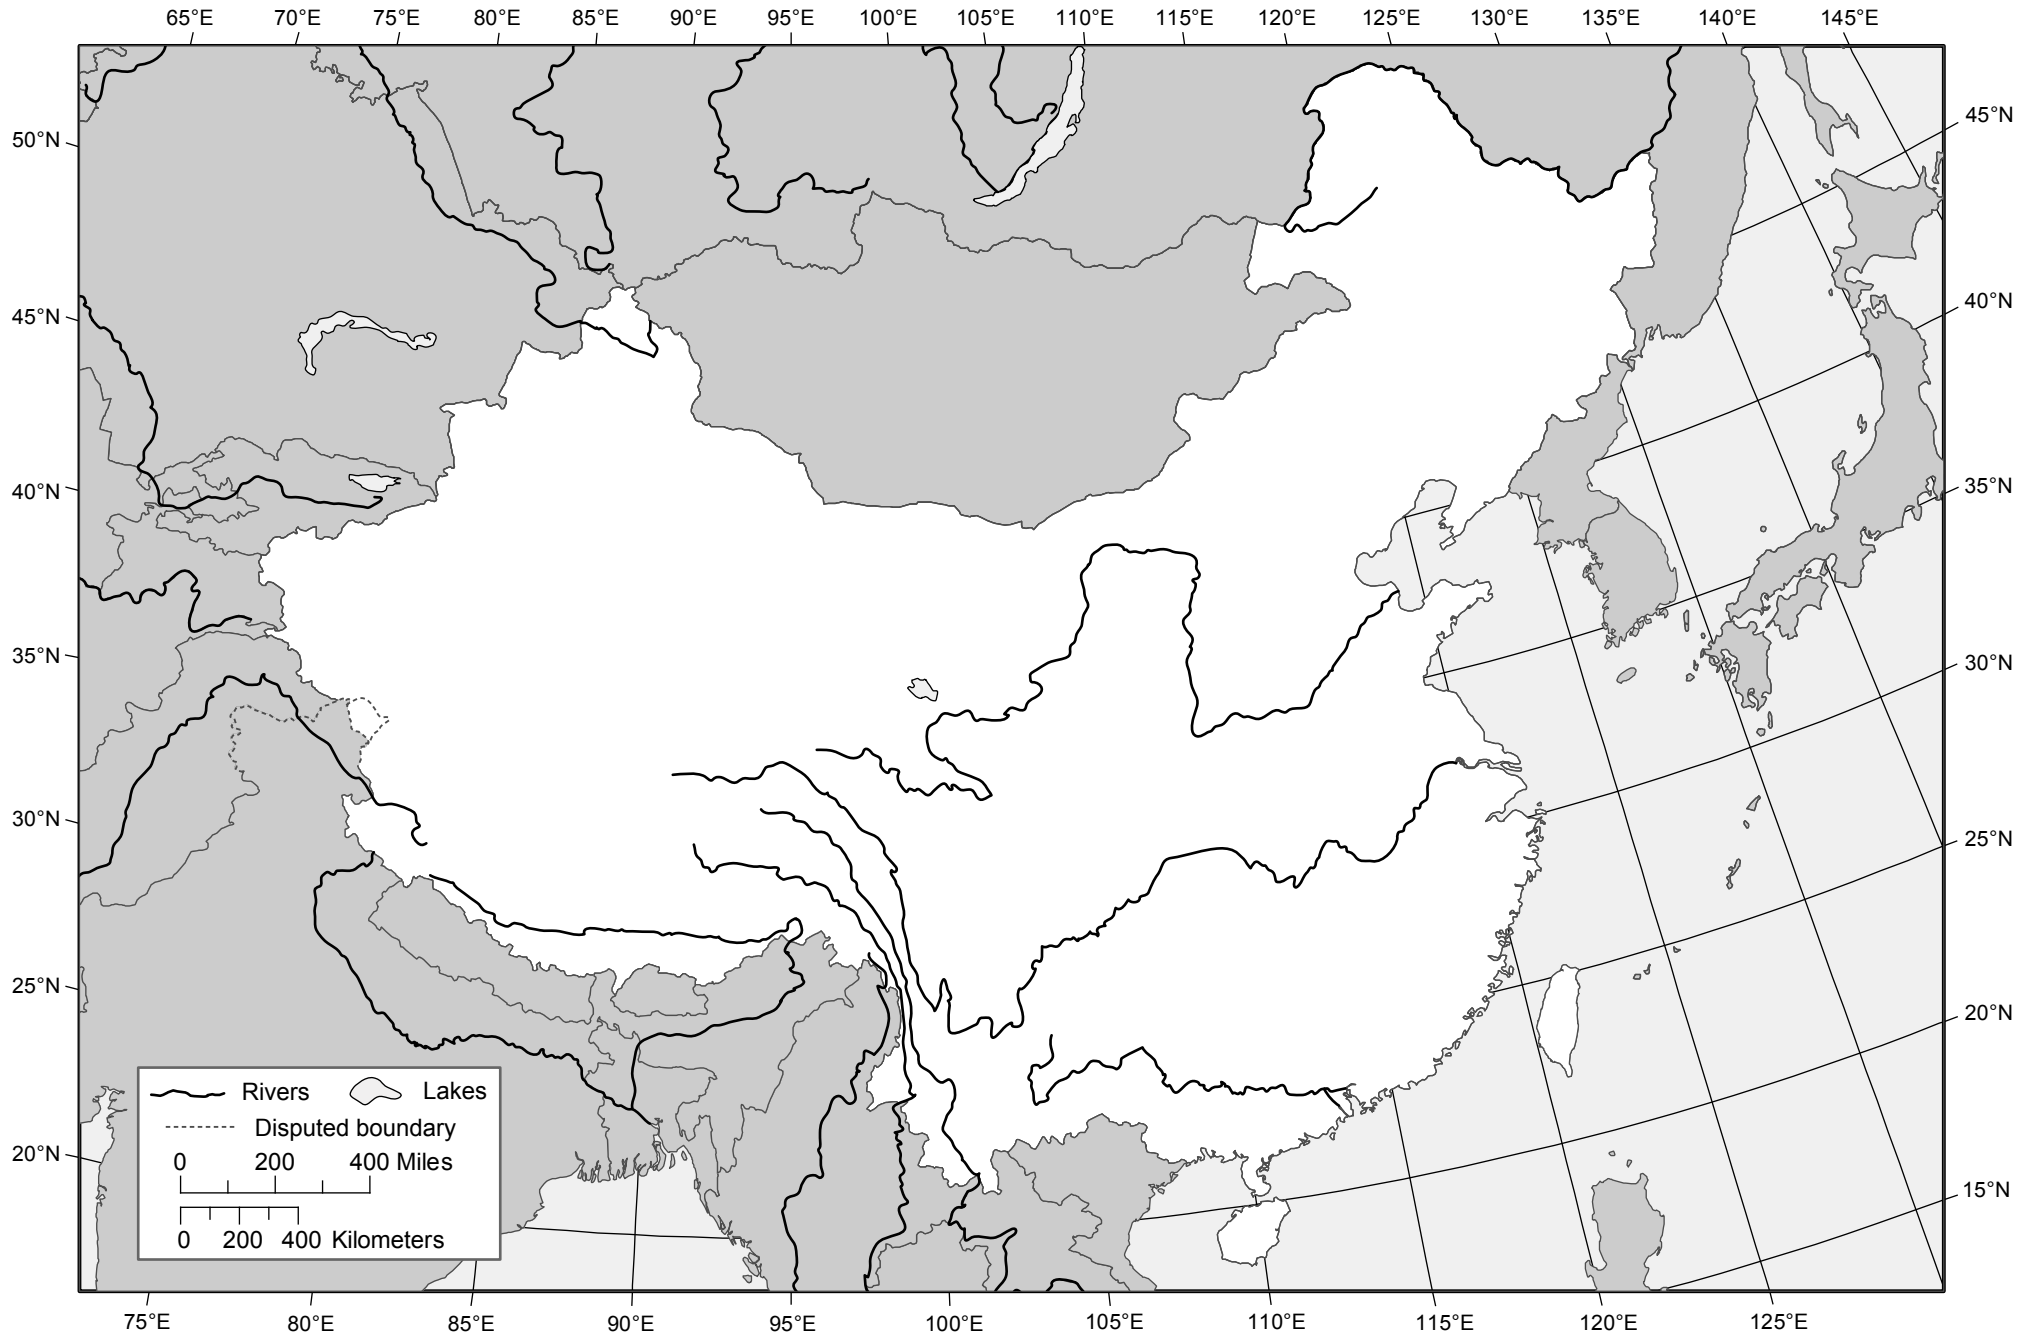 65°E 70°E 75°E 80°E 85°E 90°E 95°E 100°E 105°E 110°E 115°E 120°E 125°E 130°E 135°E 140°E 145°E
50°N 45°N
45°N 40°N
40°N 35°N
35°N 30°N
30°N 25°N
25°N 20°N
Rivers Lakes
Disputed boundary
20°N 0 200 400 Miles 15°N
0 200 400 Kilometers
75°E 80°E 85°E 90°E 95°E 100°E 105°E 110°E 115°E 120°E 125°E